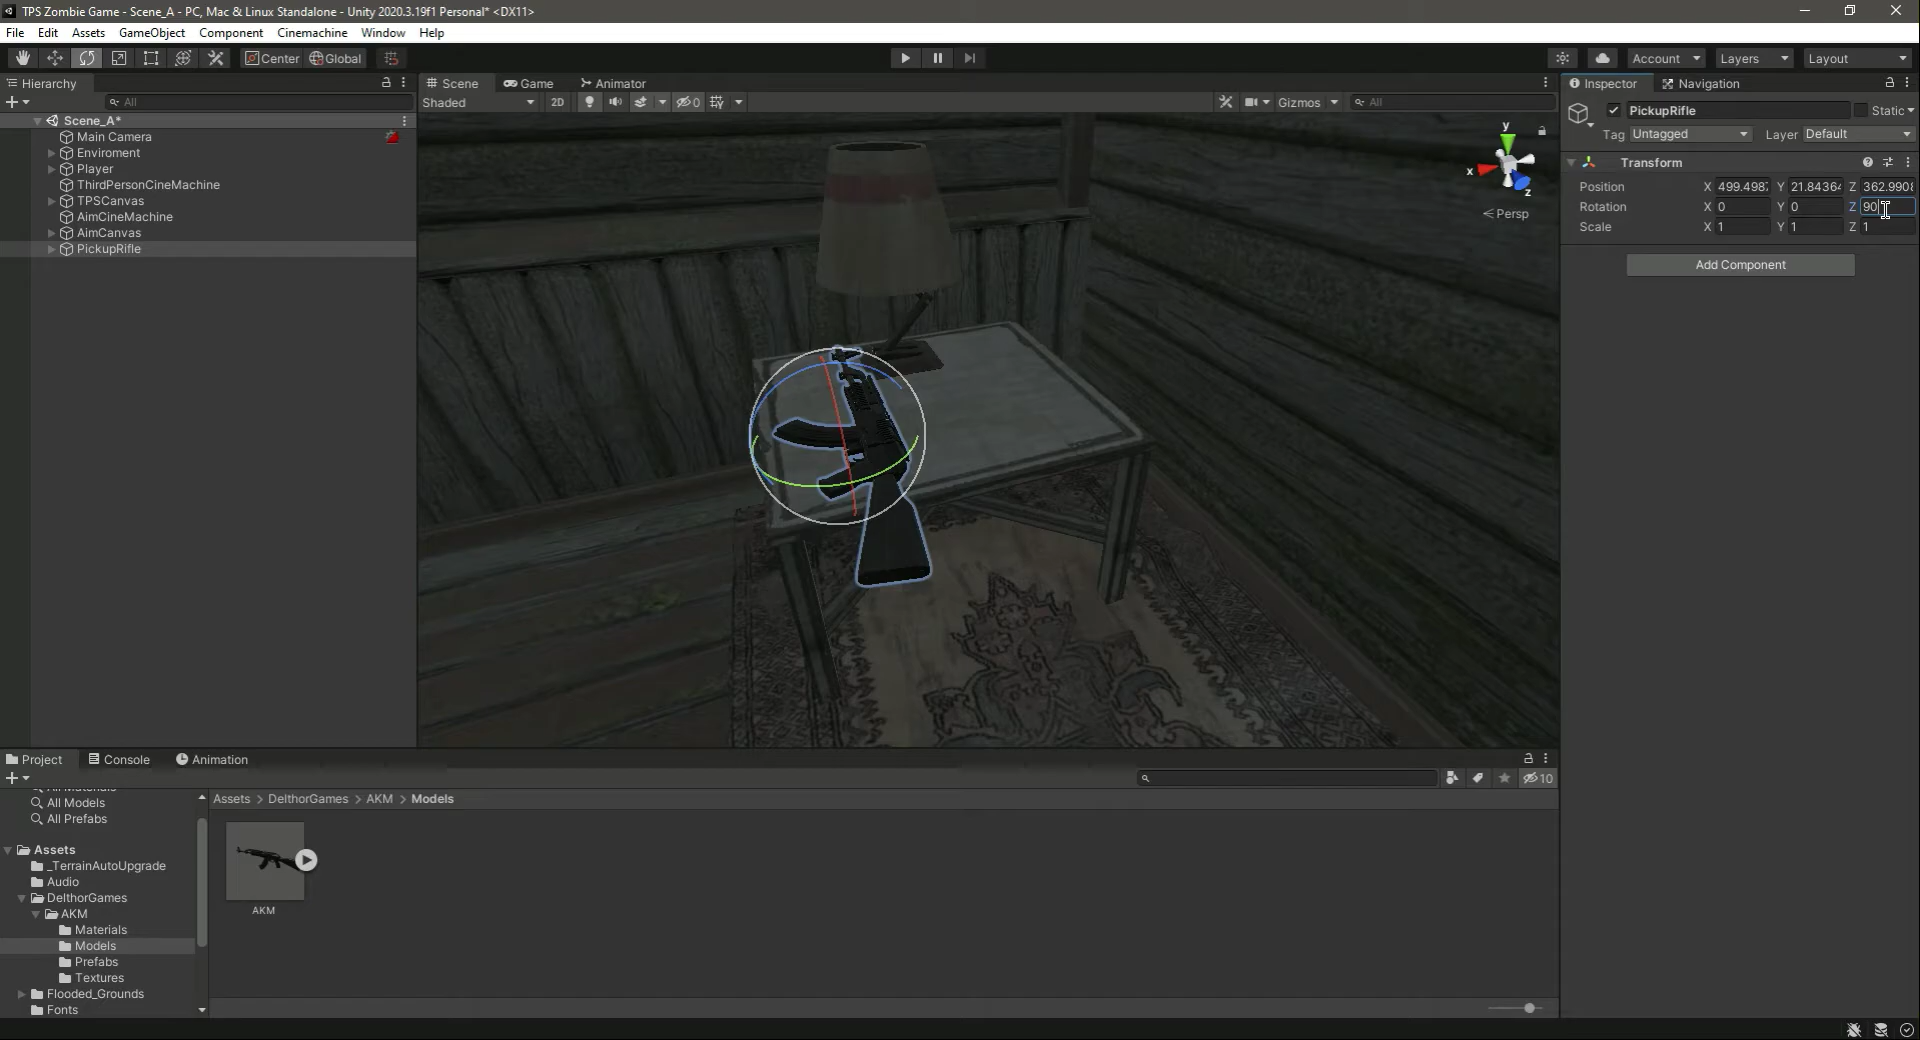 TPS Zombie Game - Scene_A - PC, Mac & Linux Standalone - Unity 2020.3.19f1 Personal* <DX11>
File Edit Assets GameObject Component Cinemachine Window Help
Center Global Account Layers Layout
Hierarchy
All
Scene_A*
Main Camera
Enviroment
Player
ThirdPersonCineMachine
TPSCanvas
AimCineMachine
AimCanvas
PickupRifle
Scene Game Animator
Shaded 2D 0 Gizmos All
y
x
z
Persp
Inspector Navigation
PickupRifle Static
Tag Untagged Layer Default
Transform
Position X 499.498 Y 21.84364 Z 362.9908
Rotation X 0 Y 0 Z 90
Scale X 1 Y 1 Z 1
Add Component
Project Console Animation
10
All Models
All Prefabs
Assets
_TerrainAutoUpgrade
Audio
DelthorGames
AKM
Materials
Models
Prefabs
Textures
Flooded_Grounds
Fonts
Assets > DelthorGames > AKM > Models
AKM